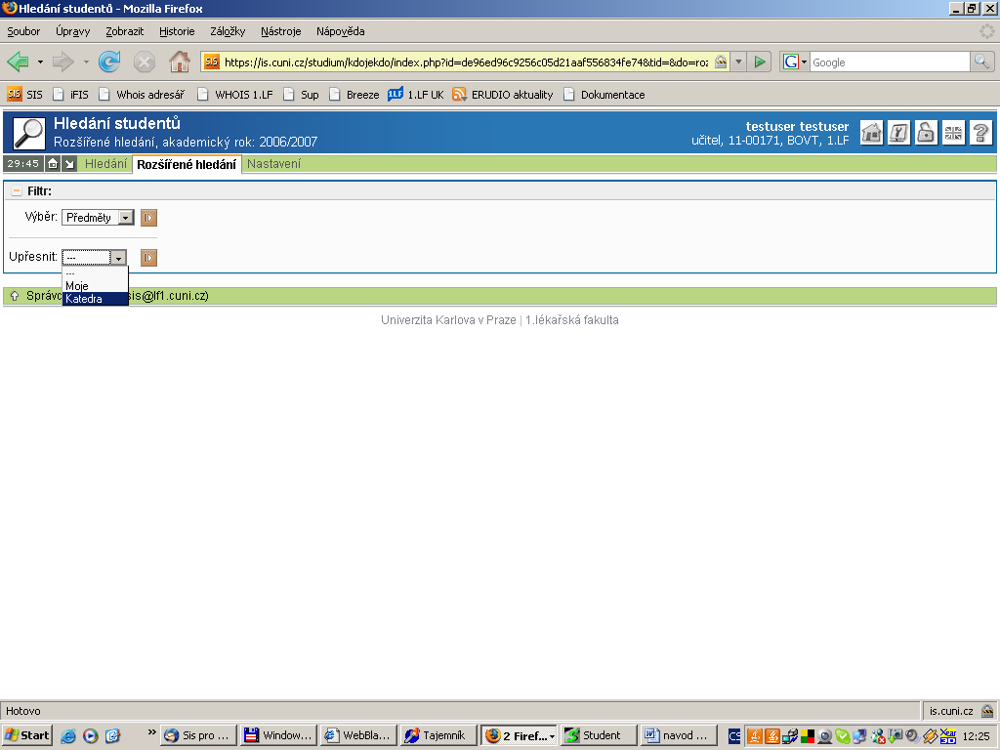 Hledání studentů - Mozilla Firefox
Soubor Úpravy Zobrazit Historie Záložky Nástroje Nápověda
SIS https://is.cuni.cz/studium/kdojekdo/index.php?id=de96ed96c9256c05d21aaf556834fe74&tid=&do=roz G Google
SIS SIS iFIS Whois adresář WHOIS 1.LF Sup Breeze 1LF 1.LF UK ERUDIO aktuality Dokumentace
Hledání studentů
Rozšířené hledání, akademický rok: 2006/2007
testuser testuser
učitel, 11-00171, BOVT, 1.LF
?
29:45 Hledání Rozšířené hledání Nastavení
Filtr:
Výběr: Předměty
Upřesnit: ---
---
Moje
Katedra
Správc sis@lf1.cuni.cz)
Univerzita Karlova v Praze | 1.lékařská fakulta
Hotovo is.cuni.cz
Start » Sis pro ... Window... WebBla... Tajemník 2 Firef... Student navod ... CS 12:25